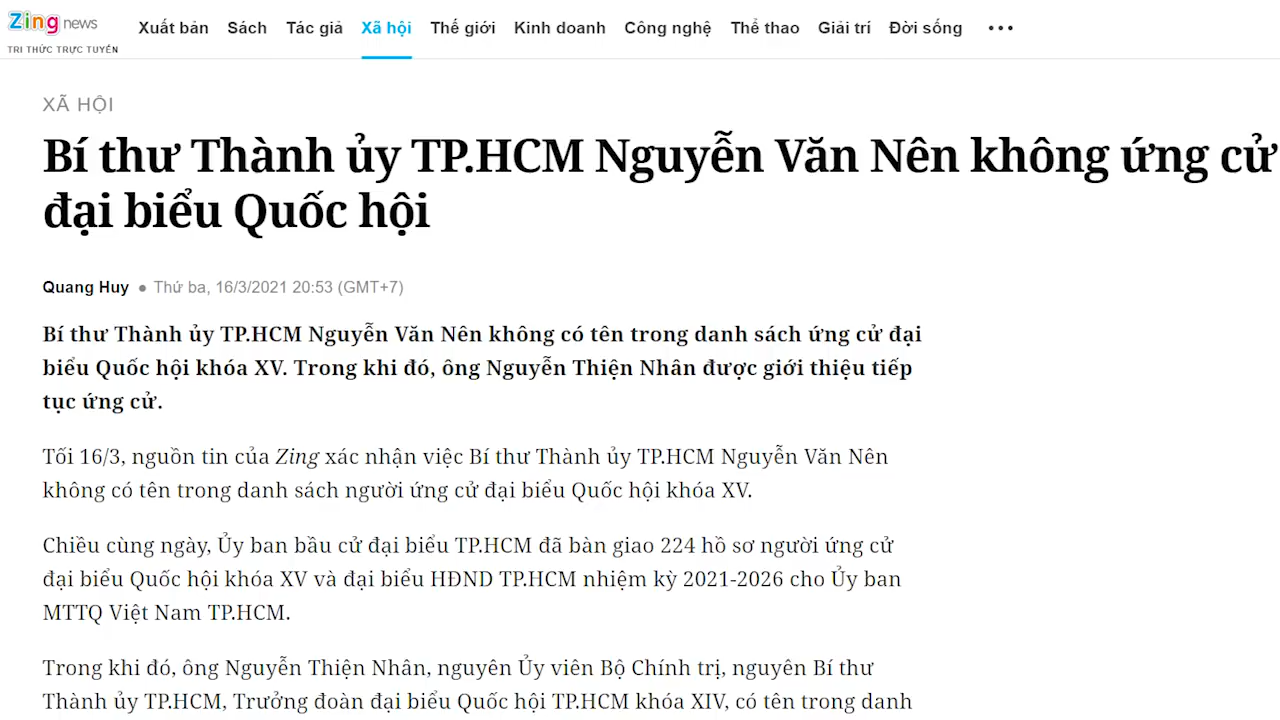 Zing news
TRI THỨC TRỰC TUYẾN
Xuất bản Sách Tác giả Xã hội Thế giới Kinh doanh Công nghệ Thể thao Giải trí Đời sống •••
XÃ HỘI
Bí thư Thành ủy TP.HCM Nguyễn Văn Nên không ứng cử
đại biểu Quốc hội
Quang Huy ● Thứ ba, 16/3/2021 20:53 (GMT+7)
Bí thư Thành ủy TP.HCM Nguyễn Văn Nên không có tên trong danh sách ứng cử đại
biểu Quốc hội khóa XV. Trong khi đó, ông Nguyễn Thiện Nhân được giới thiệu tiếp
tục ứng cử.
Tối 16/3, nguồn tin của Zing xác nhận việc Bí thư Thành ủy TP.HCM Nguyễn Văn Nên
không có tên trong danh sách người ứng cử đại biểu Quốc hội khóa XV.
Chiều cùng ngày, Ủy ban bầu cử đại biểu TP.HCM đã bàn giao 224 hồ sơ người ứng cử
đại biểu Quốc hội khóa XV và đại biểu HĐND TP.HCM nhiệm kỳ 2021-2026 cho Ủy ban
MTTQ Việt Nam TP.HCM.
Trong khi đó, ông Nguyễn Thiện Nhân, nguyên Ủy viên Bộ Chính trị, nguyên Bí thư
Thành ủy TP.HCM, Trưởng đoàn đại biểu Quốc hội TP.HCM khóa XIV, có tên trong danh